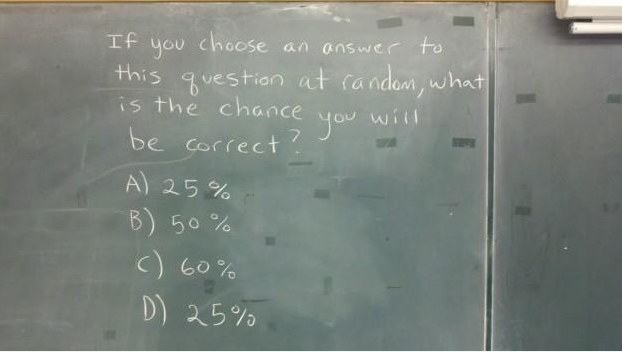 If you choose an answer to
this question at random, what
is the chance you will
be correct?
A) 25%
B) 50%
C) 60%
D) 25%